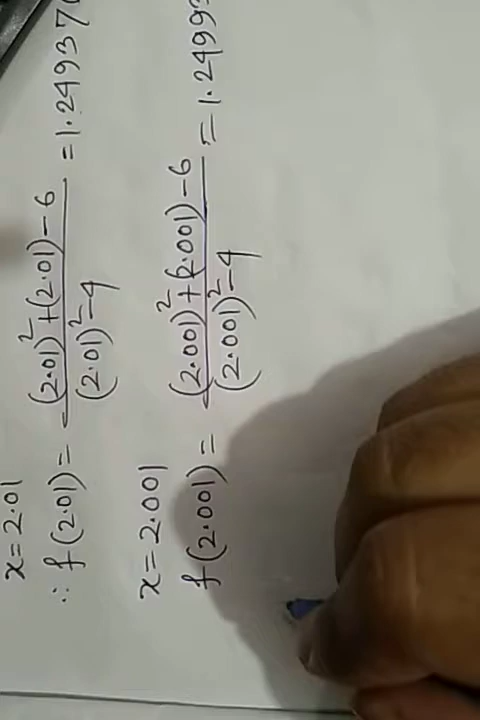 x = 2.01
∴ f(2.01) = ((2.01)² + (2.01) - 6) / ((2.01)² - 4) = 1.24937
x = 2.001
f(2.001) = ((2.001)² + (2.001) - 6) / ((2.001)² - 4) = 1.2499